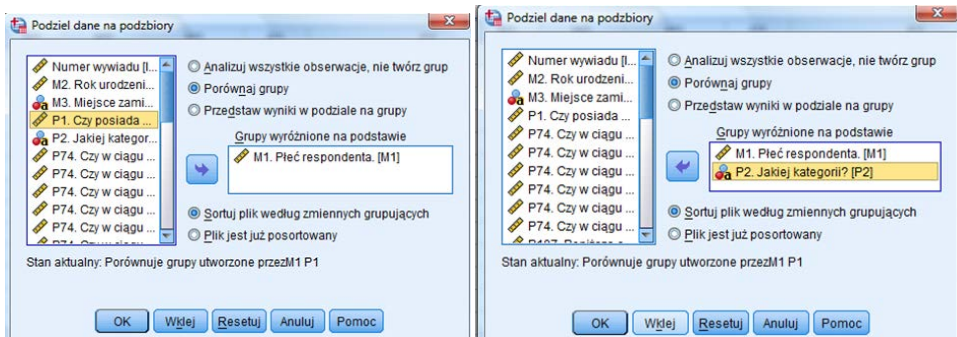 Podziel dane na podzbiory
Numer wywiadu [I...
M2. Rok urodzeni...
M3. Miejsce zami...
P1. Czy posiada ...
P2. Jakiej kategor...
P74. Czy w ciągu ...
P74. Czy w ciągu ...
P74. Czy w ciągu ...
P74. Czy w ciągu ...
P74. Czy w ciągu ...
Analizuj wszystkie obserwacje, nie twórz grup
Porównaj grupy
Przedstaw wyniki w podziale na grupy
Grupy wyróżnione na podstawie
M1. Płeć respondenta. [M1]
Sortuj plik według zmiennych grupujących
Plik jest już posortowany
Stan aktualny: Porównuje grupy utworzone przezM1 P1
OK Wklej Resetuj Anuluj Pomoc
Podziel dane na podzbiory
Numer wywiadu [I...
M2. Rok urodzeni...
M3. Miejsce zami...
P1. Czy posiada ...
P74. Czy w ciągu ...
P74. Czy w ciągu ...
P74. Czy w ciągu ...
P74. Czy w ciągu ...
P74. Czy w ciągu ...
P74. Czy w ciągu ...
Analizuj wszystkie obserwacje, nie twórz grup
Porównaj grupy
Przedstaw wyniki w podziale na grupy
Grupy wyróżnione na podstawie
M1. Płeć respondenta. [M1]
P2. Jakiej kategorii? [P2]
Sortuj plik według zmiennych grupujących
Plik jest już posortowany
Stan aktualny: Porównuje grupy utworzone przezM1 P1
OK Wklej Resetuj Anuluj Pomoc